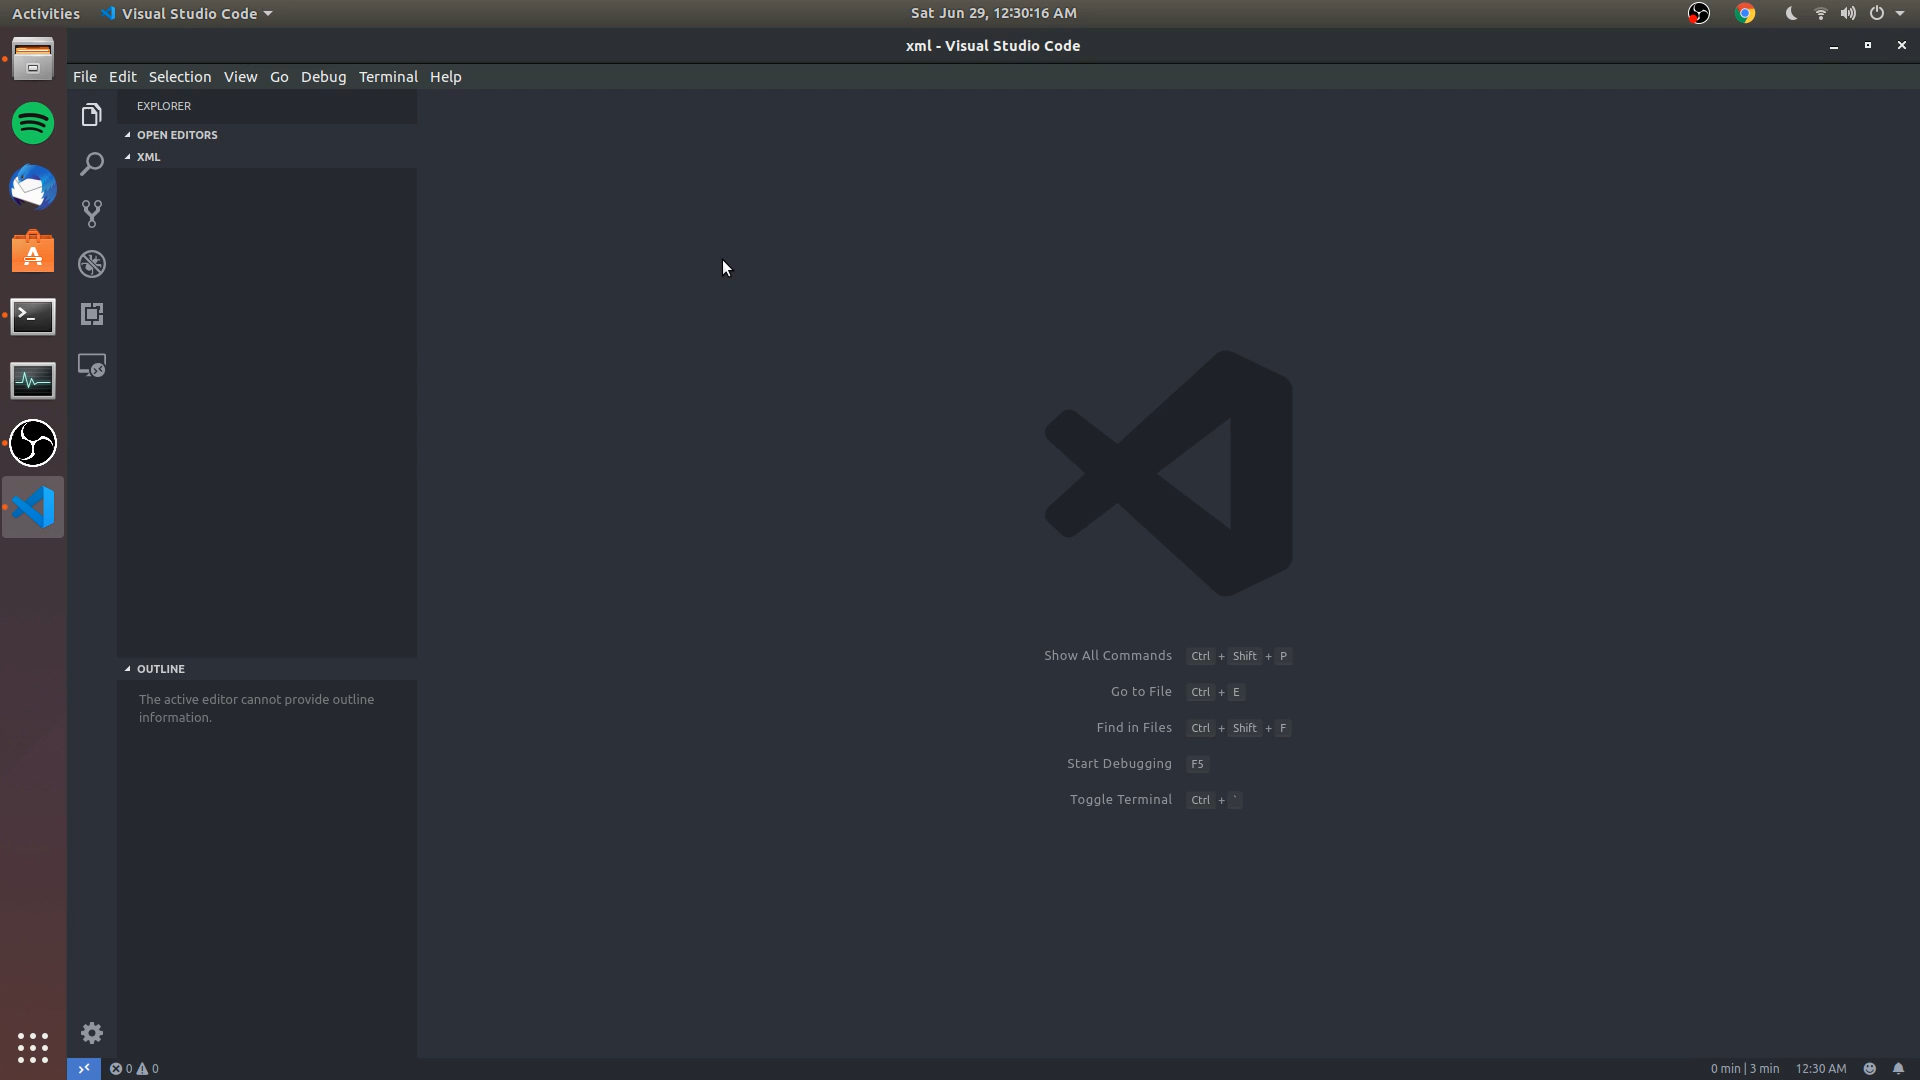 Activities
Visual Studio Code
Sat Jun 29, 12:30:16 AM
xml - Visual Studio Code
File Edit Selection View Go Debug Terminal Help
EXPLORER
OPEN EDITORS
XML
OUTLINE
The active editor cannot provide outline
information.
Show All Commands Ctrl + Shift + P
Go to File Ctrl + E
Find in Files Ctrl + Shift + F
Start Debugging F5
Toggle Terminal Ctrl + `
0 0
0 min | 3 min
12:30 AM